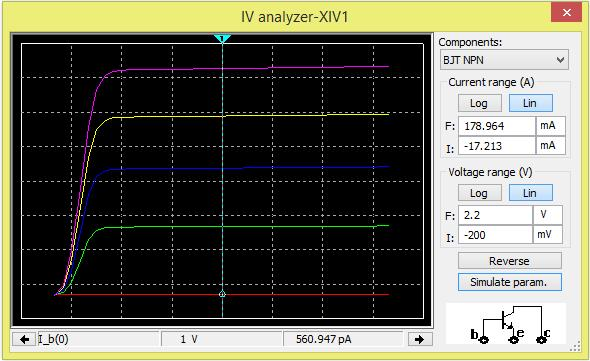 IV analyzer-XIV1
Components:
BJT NPN
Current range (A)
Log Lin
F: 178.964 mA
I: -17.213 mA
Voltage range (V)
Log Lin
F: 2.2 V
I: -200 mV
Reverse
Simulate param.
b e c
I_b(0) 1 V 560.947 pA